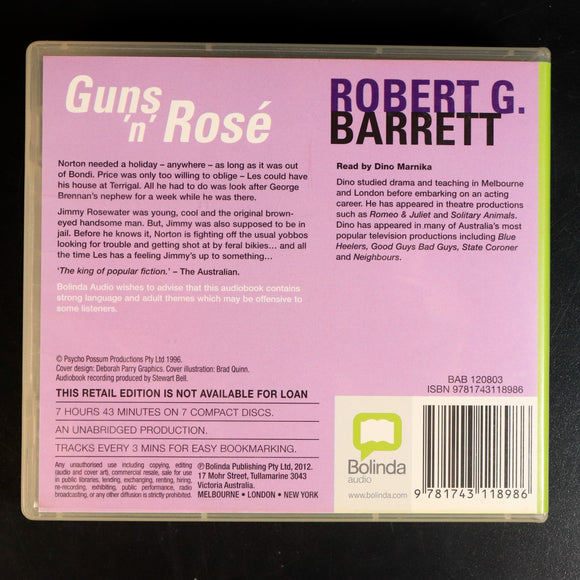 Guns
'n' Rosé
ROBERT G.
BARRETT
Norton needed a holiday – anywhere – as long as it was out
of Bondi. Price was only too willing to oblige – Les could have
his house at Terrigal. All he had to do was look after George
Brennan's nephew for a week while he was there.
Jimmy Rosewater was young, cool and the original brown-
eyed handsome man. But, Jimmy was also supposed to be in
jail. Before he knows it, Norton is fighting off the usual yobbos
looking for trouble and getting shot at by feral bikies... and all
the time Les has a feeling Jimmy's up to something...
'The king of popular fiction.' – The Australian.
Bolinda Audio wishes to advise that this audiobook contains
strong language and adult themes which may be offensive to
some listeners.
Read by Dino Marnika
Dino studied drama and teaching in Melbourne
and London before embarking on an acting
career. He has appeared in theatre productions
such as Romeo & Juliet and Solitary Animals.
Dino has appeared in many of Australia's most
popular television productions including Blue
Heelers, Good Guys Bad Guys, State Coroner
and Neighbours.
© Psycho Possum Productions Pty Ltd 1996.
Cover design: Deborah Parry Graphics. Cover illustration: Brad Quinn.
Audiobook recording produced by Stewart Bell.
THIS RETAIL EDITION IS NOT AVAILABLE FOR LOAN
7 HOURS 43 MINUTES ON 7 COMPACT DISCS.
AN UNABRIDGED PRODUCTION.
TRACKS EVERY 3 MINS FOR EASY BOOKMARKING.
Any unauthorised use including copying, editing
(audio and cover art), commercial resale, sale for use
in public libraries, lending, exchanging, renting, hiring,
re-recording, exhibiting, public performance, radio
broadcasting, or any other diffusion is strictly prohibited.
℗ Bolinda Publishing Pty Ltd, 2012.
17 Mohr Street, Tullamarine 3043
Victoria Australia.
MELBOURNE • LONDON • NEW YORK
BAB 120803
ISBN 9781743118986
Bolinda
audio
www.bolinda.com
9 781743 118986